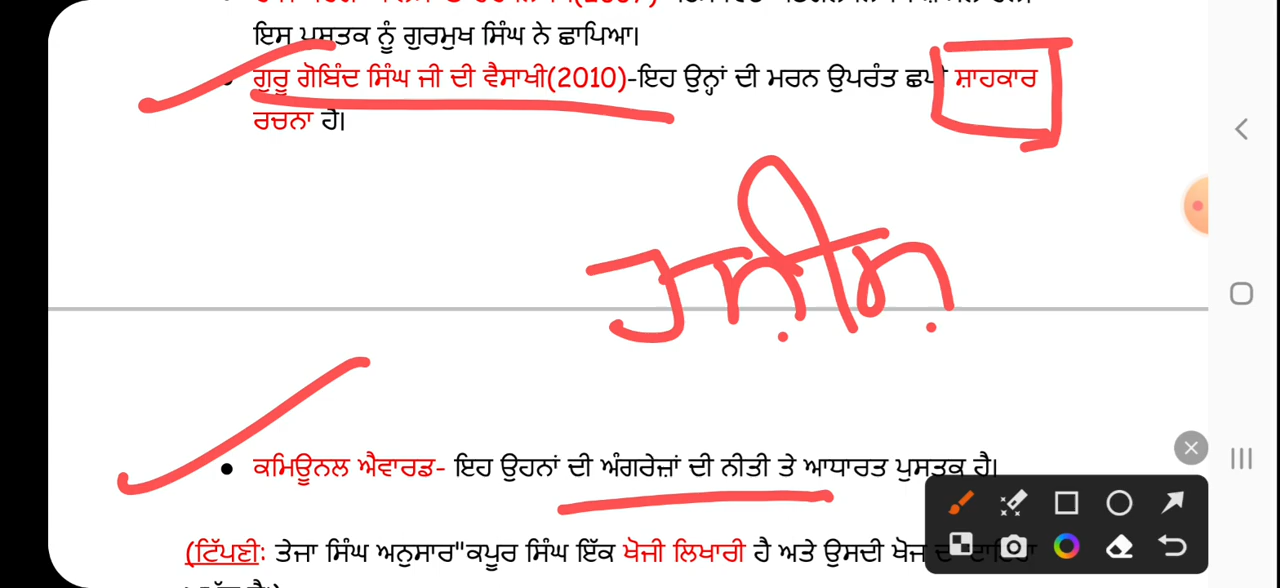 ਇਸ ਪੁਸਤਕ ਨੂੰ ਗੁਰਮੁਖ ਸਿੰਘ ਨੇ ਛਾਪਿਆ।
ਗੁਰੂ ਗੋਬਿੰਦ ਸਿੰਘ ਜੀ ਦੀ ਵੈਸਾਖੀ(2010)-ਇਹ ਉਨ੍ਹਾਂ ਦੀ ਮਰਨ ਉਪਰੰਤ ਛਪੀ ਸ਼ਾਹਕਾਰ
ਰਚਨਾ ਹੈ।
• ਕਮਿਊਨਲ ਐਵਾਰਡ- ਇਹ ਉਹਨਾਂ ਦੀ ਅੰਗਰੇਜ਼ਾਂ ਦੀ ਨੀਤੀ ਤੇ ਆਧਾਰਤ ਪੁਸਤਕ ਹੈ।
(ਟਿੱਪਣੀ: ਤੇਜਾ ਸਿੰਘ ਅਨੁਸਾਰ"ਕਪੂਰ ਸਿੰਘ ਇੱਕ ਖੋਜੀ ਲਿਖਾਰੀ ਹੈ ਅਤੇ ਉਸਦੀ ਖੋਜ